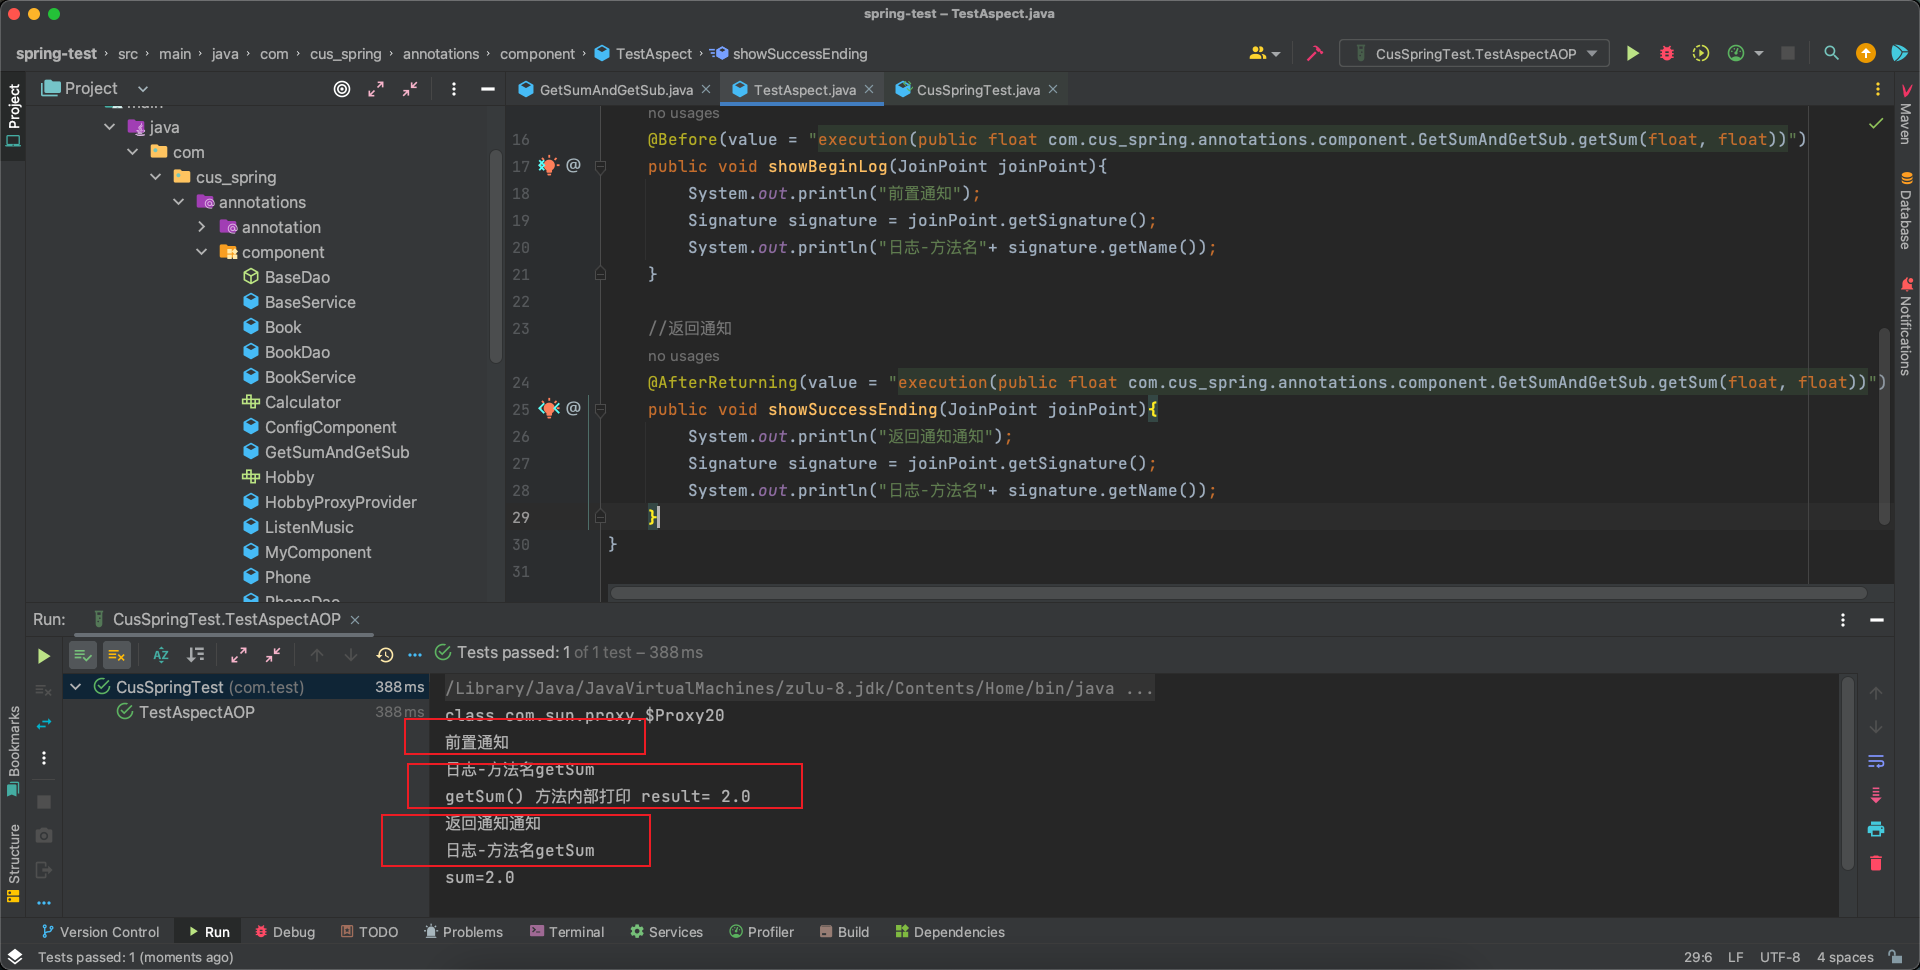 spring-test – TestAspect.java
spring-test › src › main › java › com › cus_spring › annotations › component › TestAspect › showSuccessEnding
CusSpringTest.TestAspectAOP
Project
Project
GetSumAndGetSub.java
TestAspect.java
CusSpringTest.java
main
java
com
cus_spring
annotations
annotation
component
BaseDao
BaseService
Book
BookDao
BookService
Calculator
ConfigComponent
GetSumAndGetSub
Hobby
HobbyProxyProvider
ListenMusic
MyComponent
Phone
PhoneDao
no usages
16 @Before(value = "execution(public float com.cus_spring.annotations.component.GetSumAndGetSub.getSum(float, float))")
17 @ public void showBeginLog(JoinPoint joinPoint){
18 System.out.println("前置通知");
19 Signature signature = joinPoint.getSignature();
20 System.out.println("日志-方法名"+ signature.getName());
21 }
22
23 //返回通知
no usages
24 @AfterReturning(value = "execution(public float com.cus_spring.annotations.component.GetSumAndGetSub.getSum(float, float))")
25 @ public void showSuccessEnding(JoinPoint joinPoint){
26 System.out.println("返回通知通知");
27 Signature signature = joinPoint.getSignature();
28 System.out.println("日志-方法名"+ signature.getName());
29 }
30 }
31
Maven
Database
Notifications
Run:
CusSpringTest.TestAspectAOP
Tests passed: 1 of 1 test – 388 ms
CusSpringTest (com.test) 388 ms
TestAspectAOP 388 ms
/Library/Java/JavaVirtualMachines/zulu-8.jdk/Contents/Home/bin/java ...
class com.sun.proxy.$Proxy20
前置通知
日志-方法名getSum
getSum() 方法内部打印 result= 2.0
返回通知通知
日志-方法名getSum
sum=2.0
Bookmarks
Structure
Version Control
Run
Debug
TODO
Problems
Terminal
Services
Profiler
Build
Dependencies
Tests passed: 1 (moments ago)
29:6 LF UTF-8 4 spaces